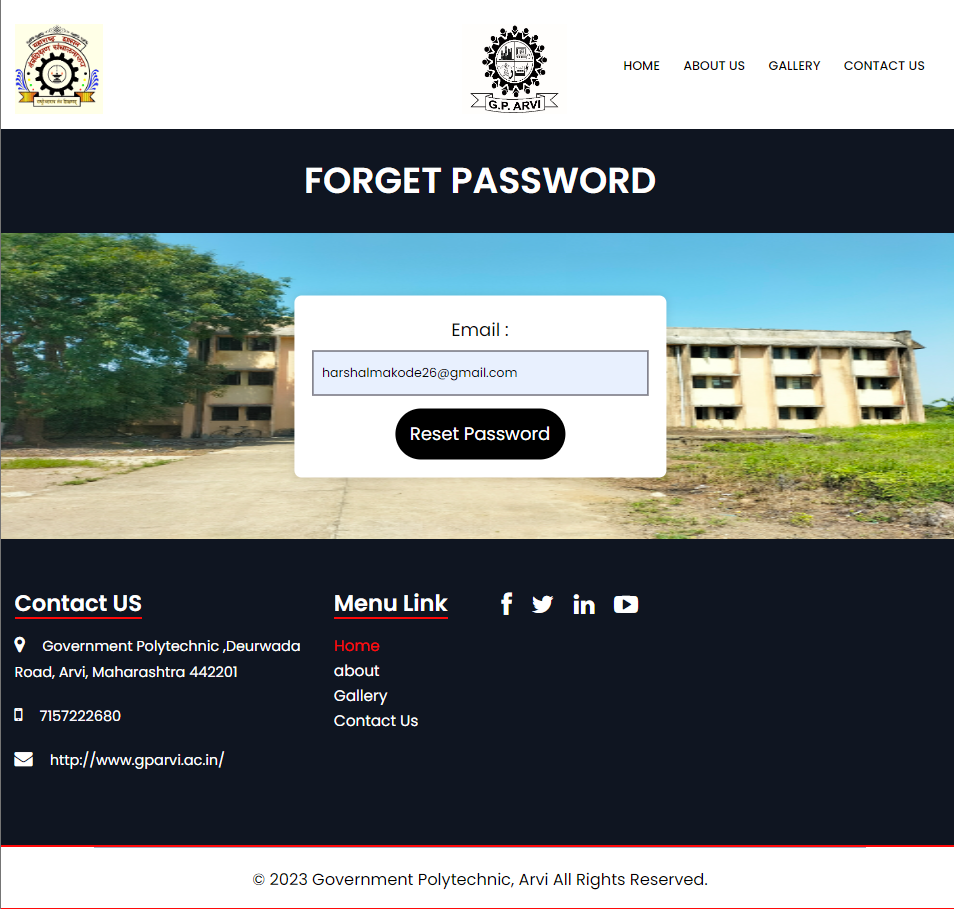 महाराष्ट्र शासन
G.P. ARVI
HOME ABOUT US GALLERY CONTACT US
FORGET PASSWORD
Email :
harshalmakode26@gmail.com
Reset Password
Contact US
Government Polytechnic ,Deurwada
Road, Arvi, Maharashtra 442201
7157222680
http://www.gparvi.ac.in/
Menu Link
Home
about
Gallery
Contact Us
© 2023 Government Polytechnic, Arvi All Rights Reserved.